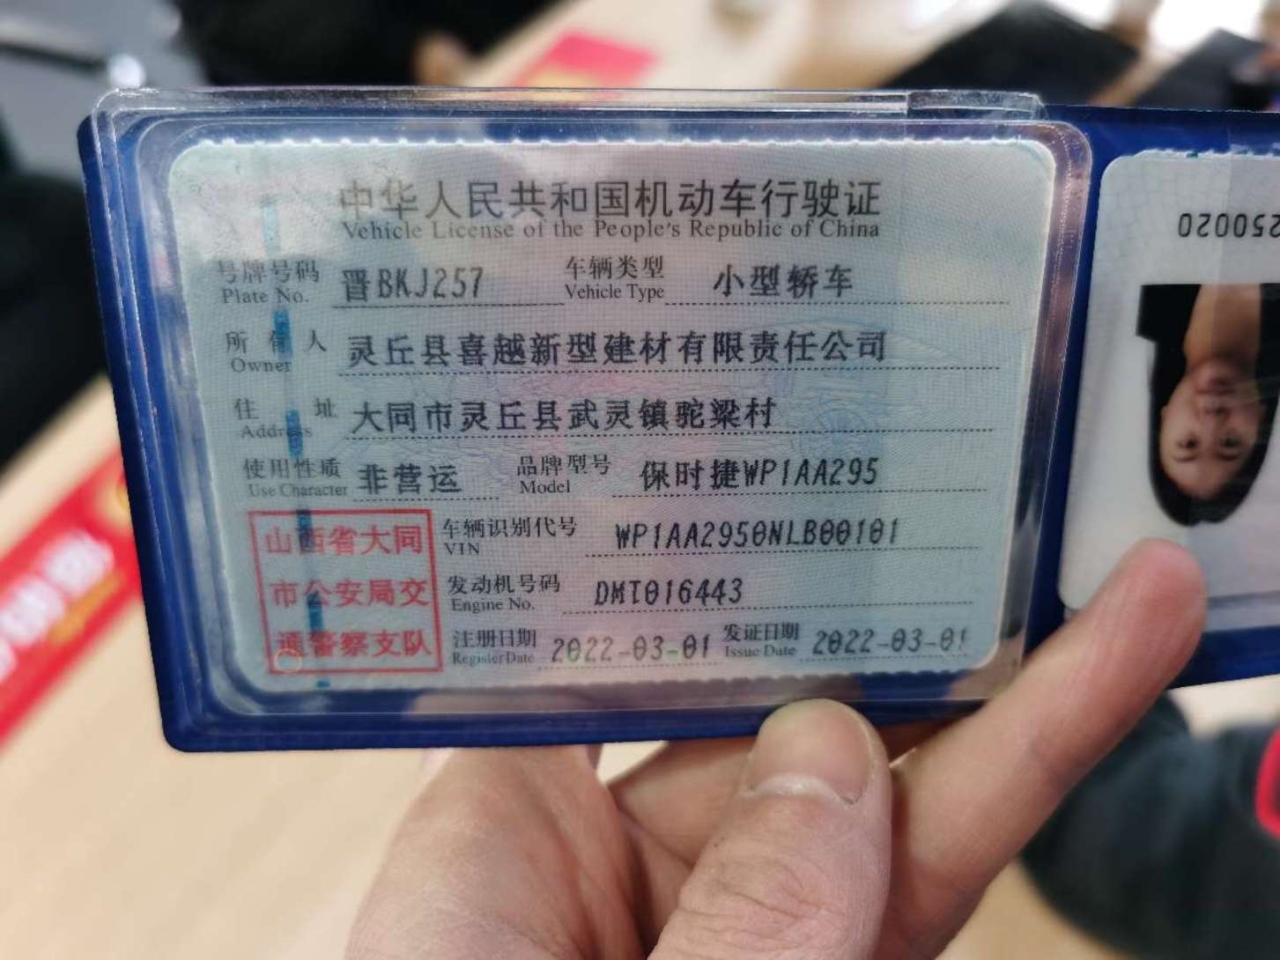 中华人民共和国机动车行驶证
Vehicle License of the People's Republic of China
号牌号码 晋BKJ257 车辆类型 小型轿车
Plate No. Vehicle Type
所有人 灵丘县喜越新型建材有限责任公司
Owner
住址 大同市灵丘县武灵镇驼梁村
Address
使用性质 非营运 品牌型号 保时捷WP1AA295
Use Character Model
山西省大同
市公安局交
通警察支队
车辆识别代号 WP1AA2950NLB00101
VIN
发动机号码 DMT016443
Engine No.
注册日期 2022-03-01 发证日期 2022-03-01
Register Date Issue Date
250020